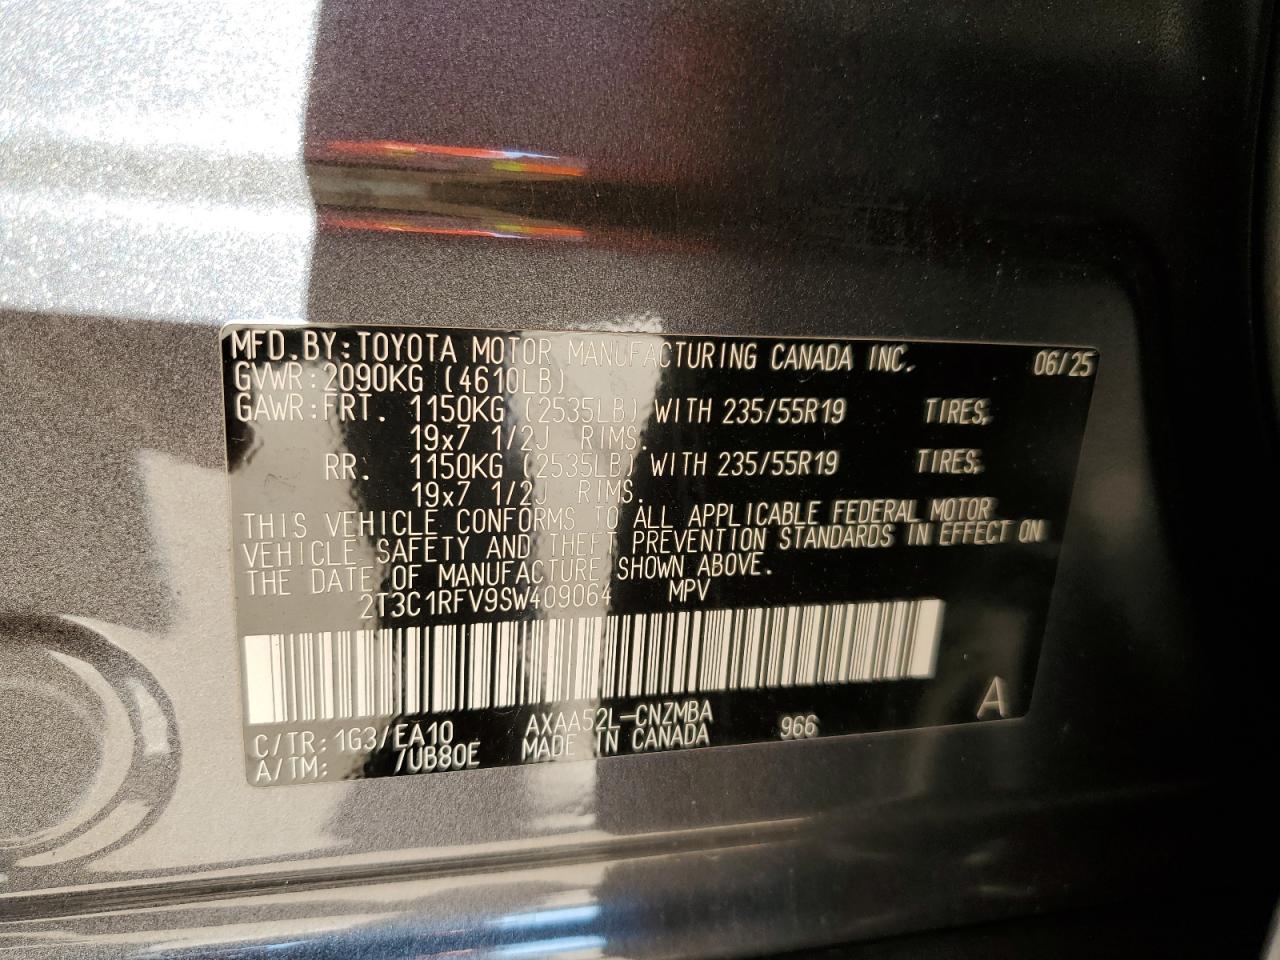 MFD.BY:TOYOTA MOTOR MANUFACTURING CANADA INC. 06/25
GVWR:2090KG (4610LB)
GAWR:FRT. 1150KG (2535LB) WITH 235/55R19 TIRES,
19x7 1/2J RIMS.
RR. 1150KG (2535LB) WITH 235/55R19 TIRES,
19x7 1/2J RIMS.
THIS VEHICLE CONFORMS TO ALL APPLICABLE FEDERAL MOTOR
VEHICLE SAFETY AND THEFT PREVENTION STANDARDS IN EFFECT ON
THE DATE OF MANUFACTURE SHOWN ABOVE.
2T3C1RFV9SW409064 MPV
A
C/TR:1G3/EA10 AXAA52L-CNZMBA 966
A/TM: /UB80E MADE IN CANADA